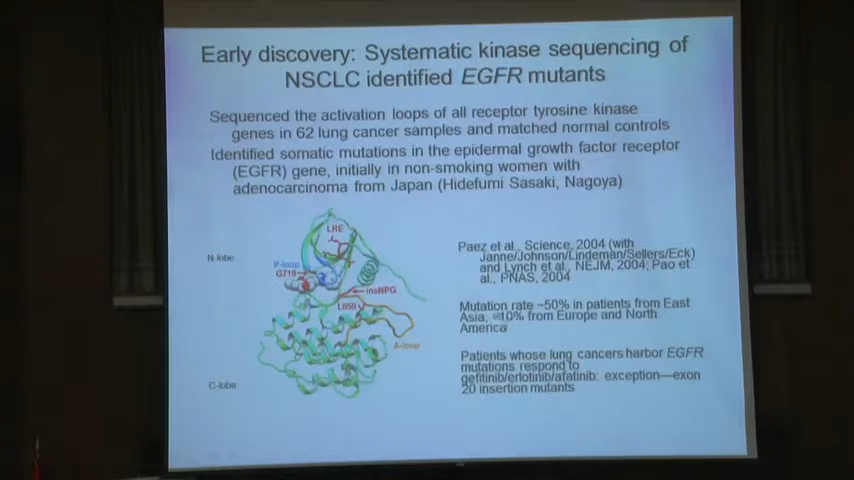 Early discovery: Systematic kinase sequencing of
NSCLC identified EGFR mutants
Sequenced the activation loops of all receptor tyrosine kinase
genes in 62 lung cancer samples and matched normal controls
Identified somatic mutations in the epidermal growth factor receptor
(EGFR) gene, initially in non-smoking women with
adenocarcinoma from Japan (Hidefumi Sasaki, Nagoya)
LRE
N-lobe
P-loop
G719
insNPG
L858
A-loop
C-lobe
Paez et al., Science, 2004 (with
Janne/Johnson/Lindeman/Sellers/Eck)
and Lynch et al., NEJM, 2004; Pao et
al., PNAS, 2004
Mutation rate ~50% in patients from East
Asia, ~10% from Europe and North
America
Patients whose lung cancers harbor EGFR
mutations respond to
gefitinib/erlotinib/afatinib: exception—exon
20 insertion mutants